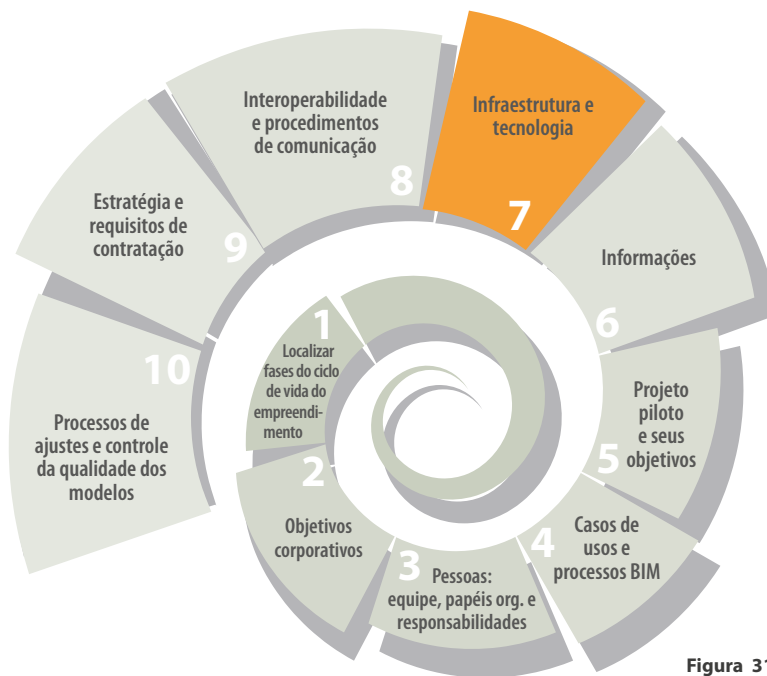 1
Localizar
fases do ciclo
de vida do
empreendi-
mento
2
Objetivos
corporativos
3
Pessoas:
equipe, papéis org. e
responsabilidades
4
Casos de
usos e
processos BIM
5
Projeto
piloto
e seus
objetivos
6
Informações
7
Infraestrutura e
tecnologia
8
Interoperabilidade
e procedimentos
de comunicação
9
Estratégia e
requisitos de
contratação
10
Processos de
ajustes e controle
da qualidade dos
modelos
Figura 31